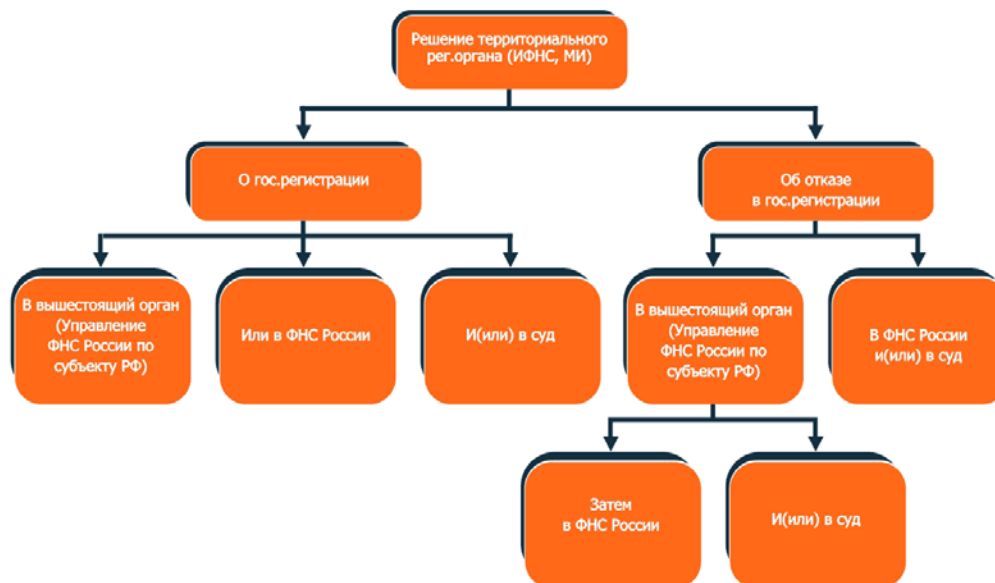 Решение территориального
рег.органа (ИФНС, МИ)
О гос.регистрации
Об отказе
в гос.регистрации
В вышестоящий орган
(Управление
ФНС России по
субъекту РФ)
Или в ФНС России
И(или) в суд
В вышестоящий орган
(Управление
ФНС России по
субъекту РФ)
В ФНС России
и(или) в суд
Затем
в ФНС России
И(или) в суд